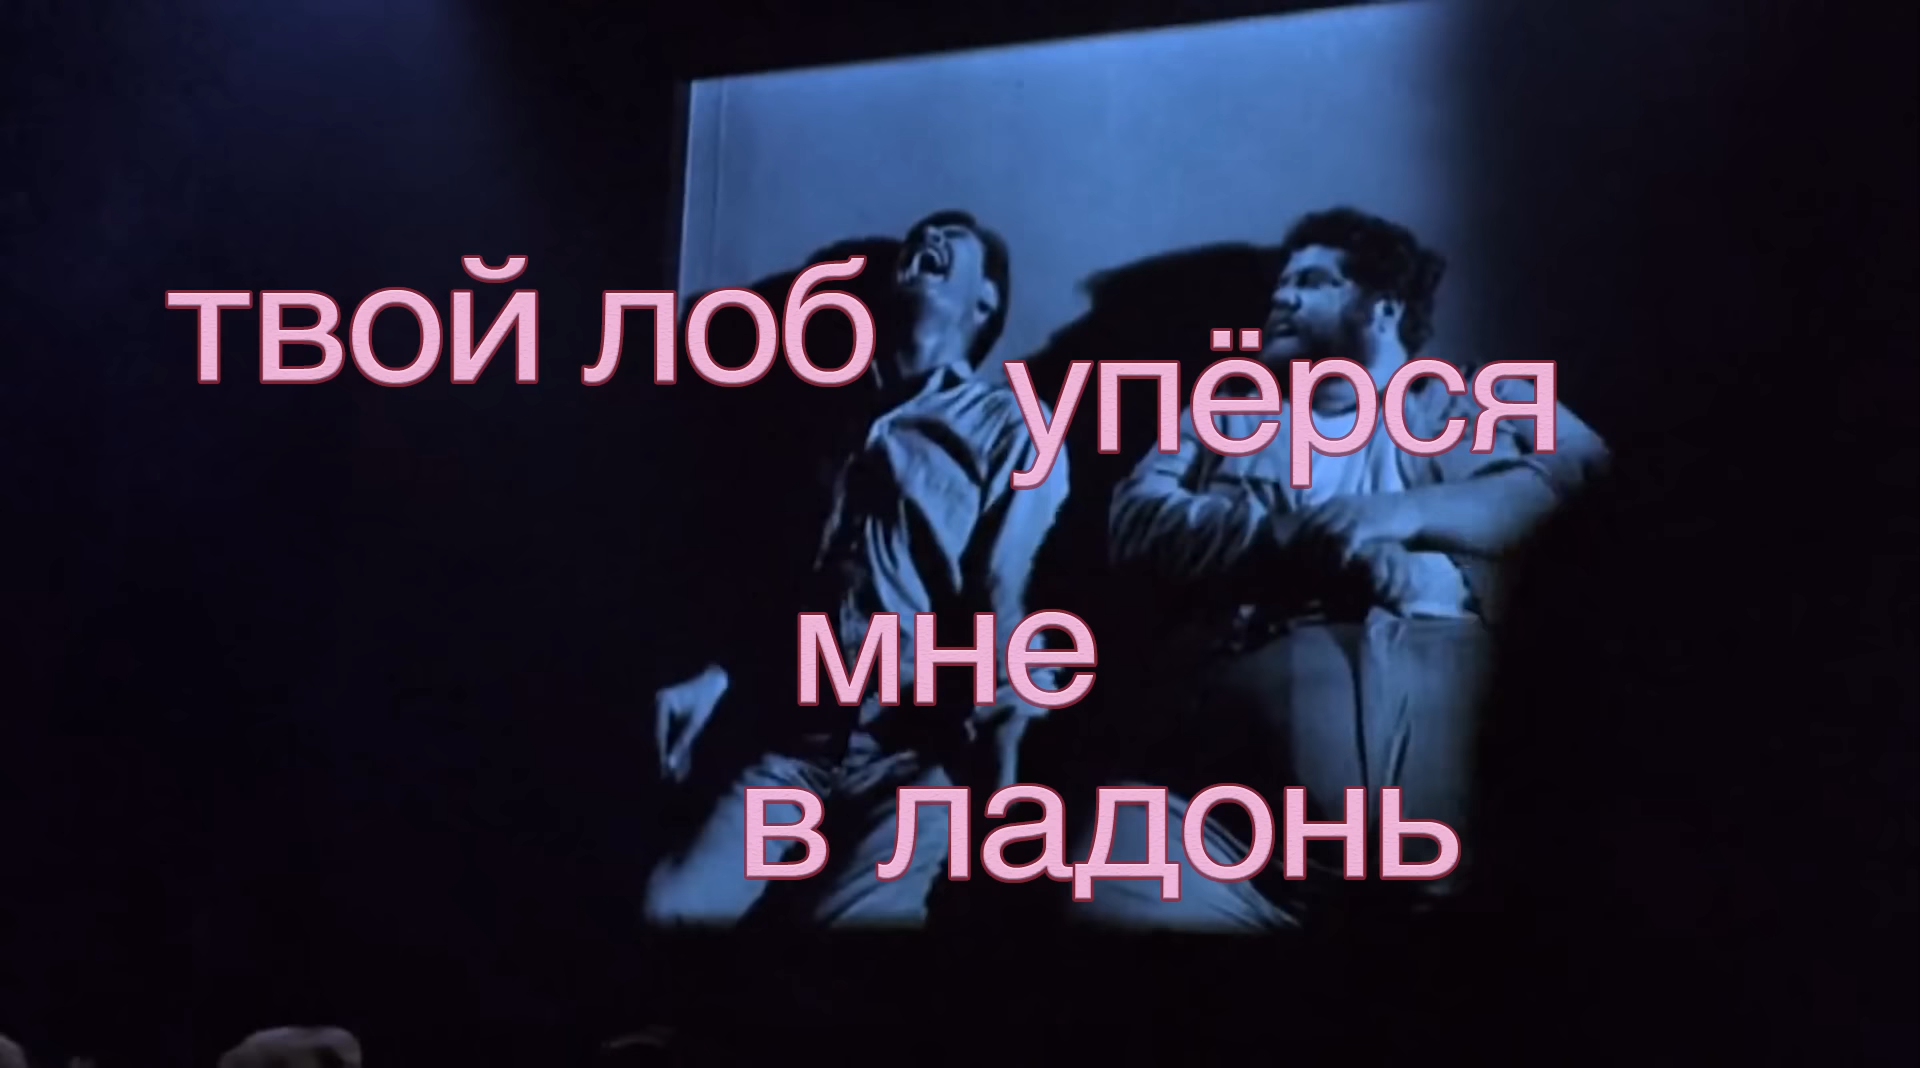 твой лоб
упёрся
мне
в ладонь